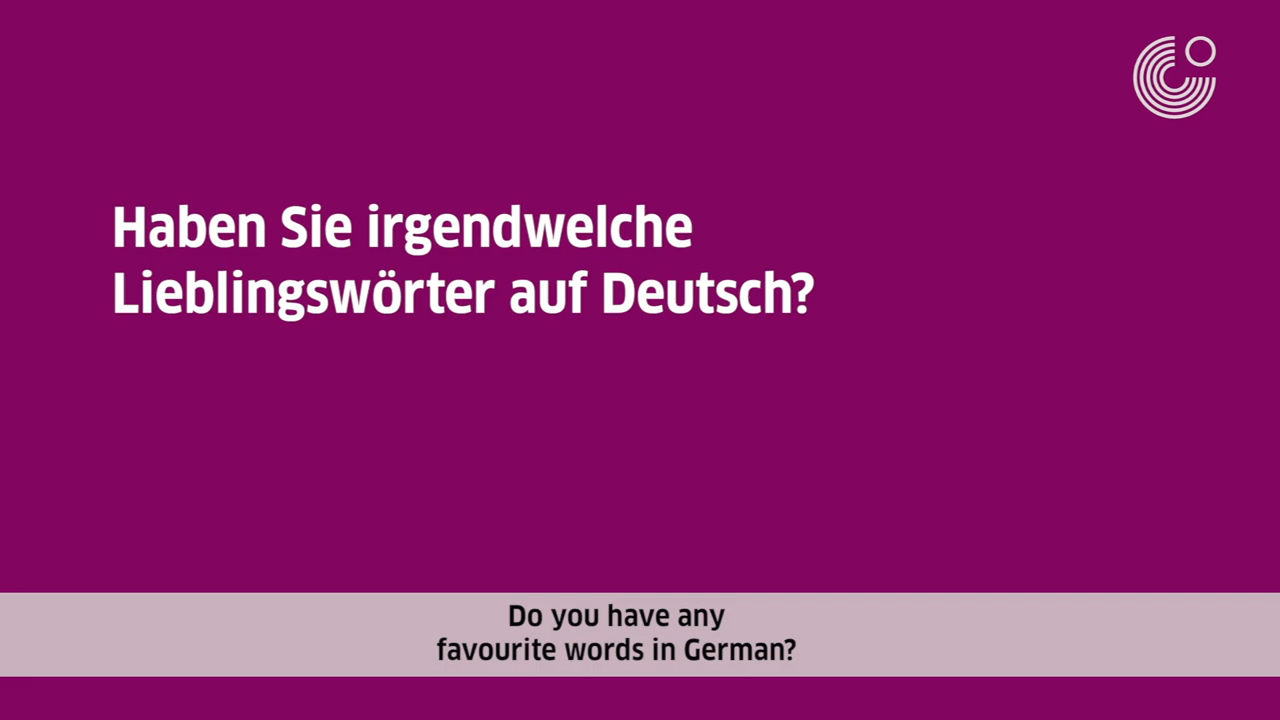 Haben Sie irgendwelche
Lieblingswörter auf Deutsch?
Do you have any
favourite words in German?